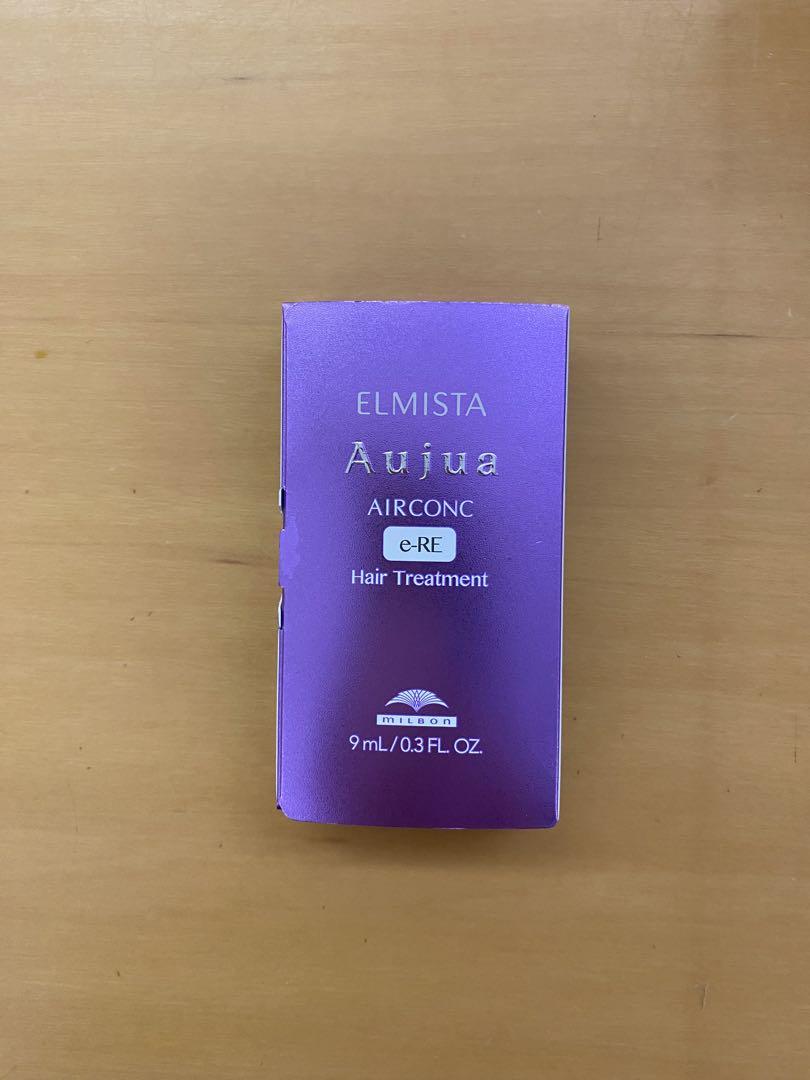 ELMISTA
Aujua
AIRCONC
e-RE
Hair Treatment
MILBON
9 mL / 0.3 FL. OZ.